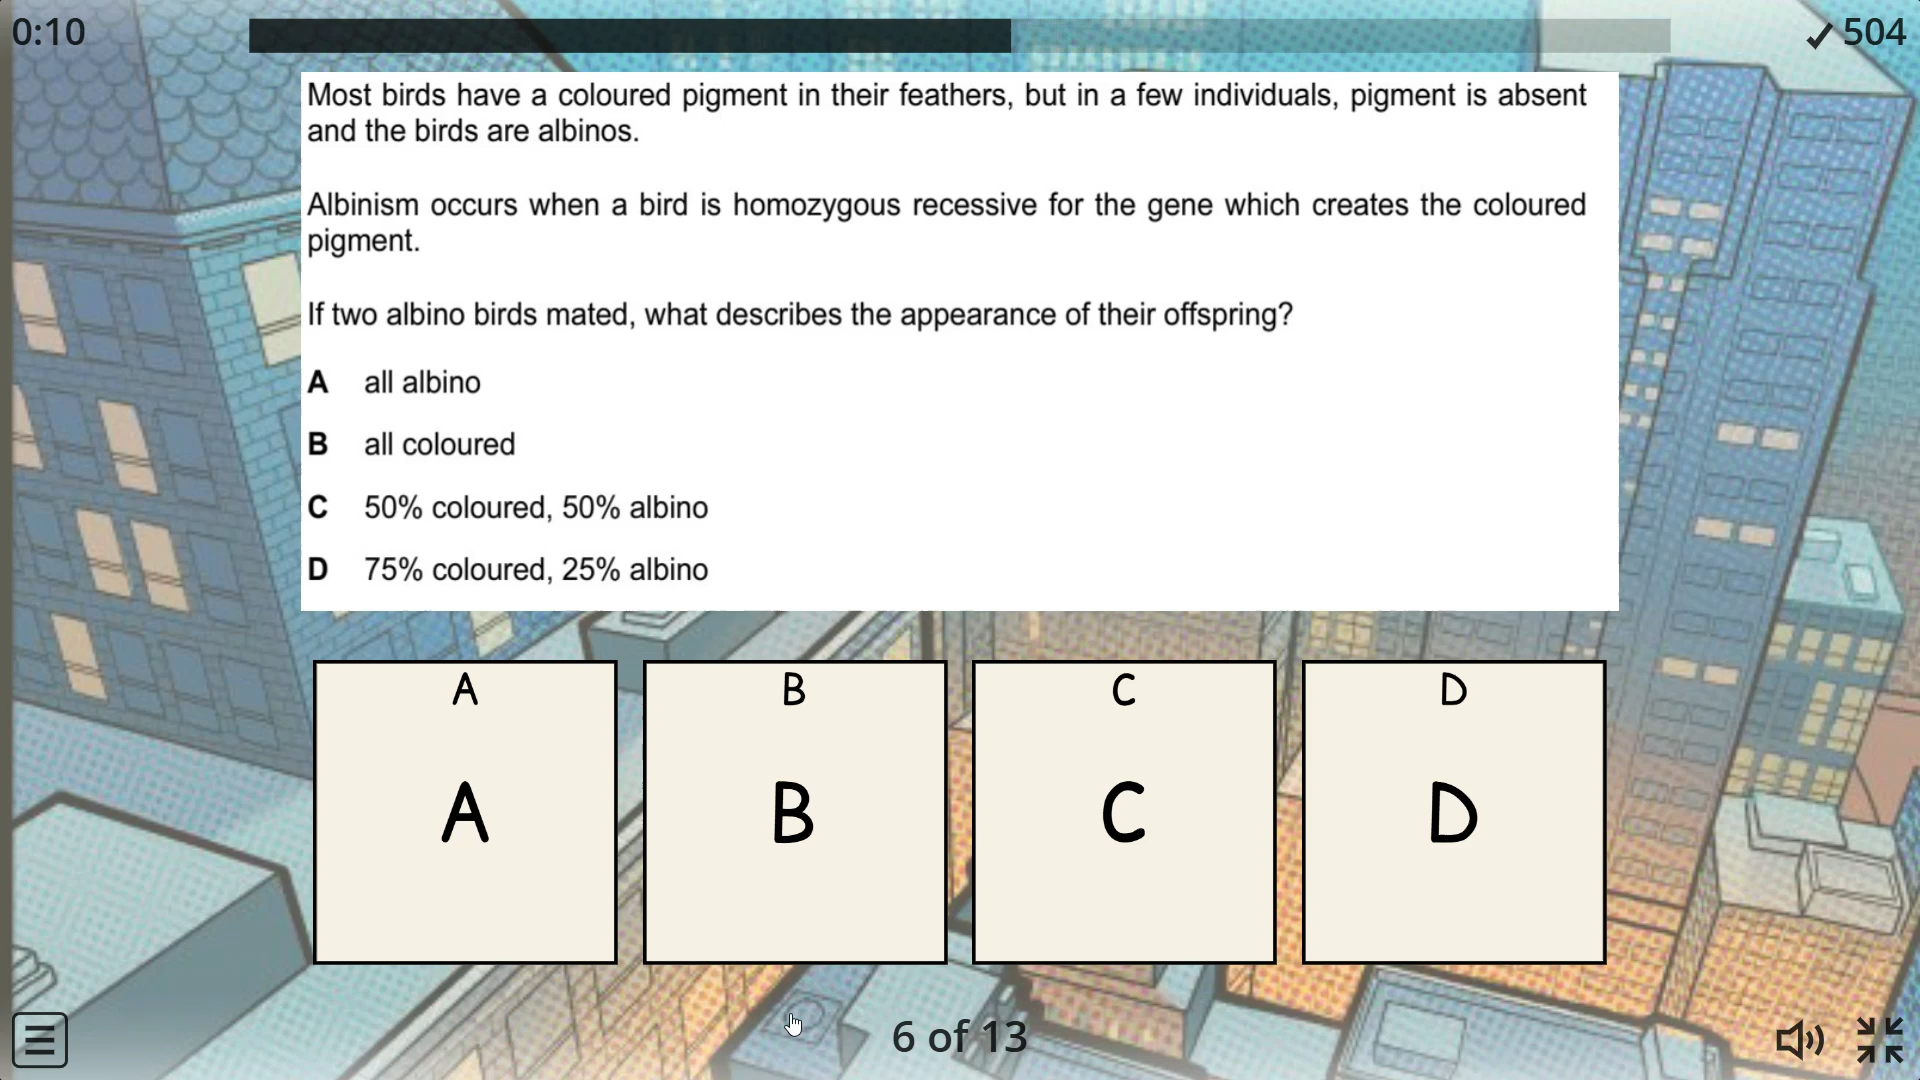 0:10
504
Most birds have a coloured pigment in their feathers, but in a few individuals, pigment is absent
and the birds are albinos.
Albinism occurs when a bird is homozygous recessive for the gene which creates the coloured
pigment.
If two albino birds mated, what describes the appearance of their offspring?
A all albino
B all coloured
C 50% coloured, 50% albino
D 75% coloured, 25% albino
A B C D
A B C D
6 of 13